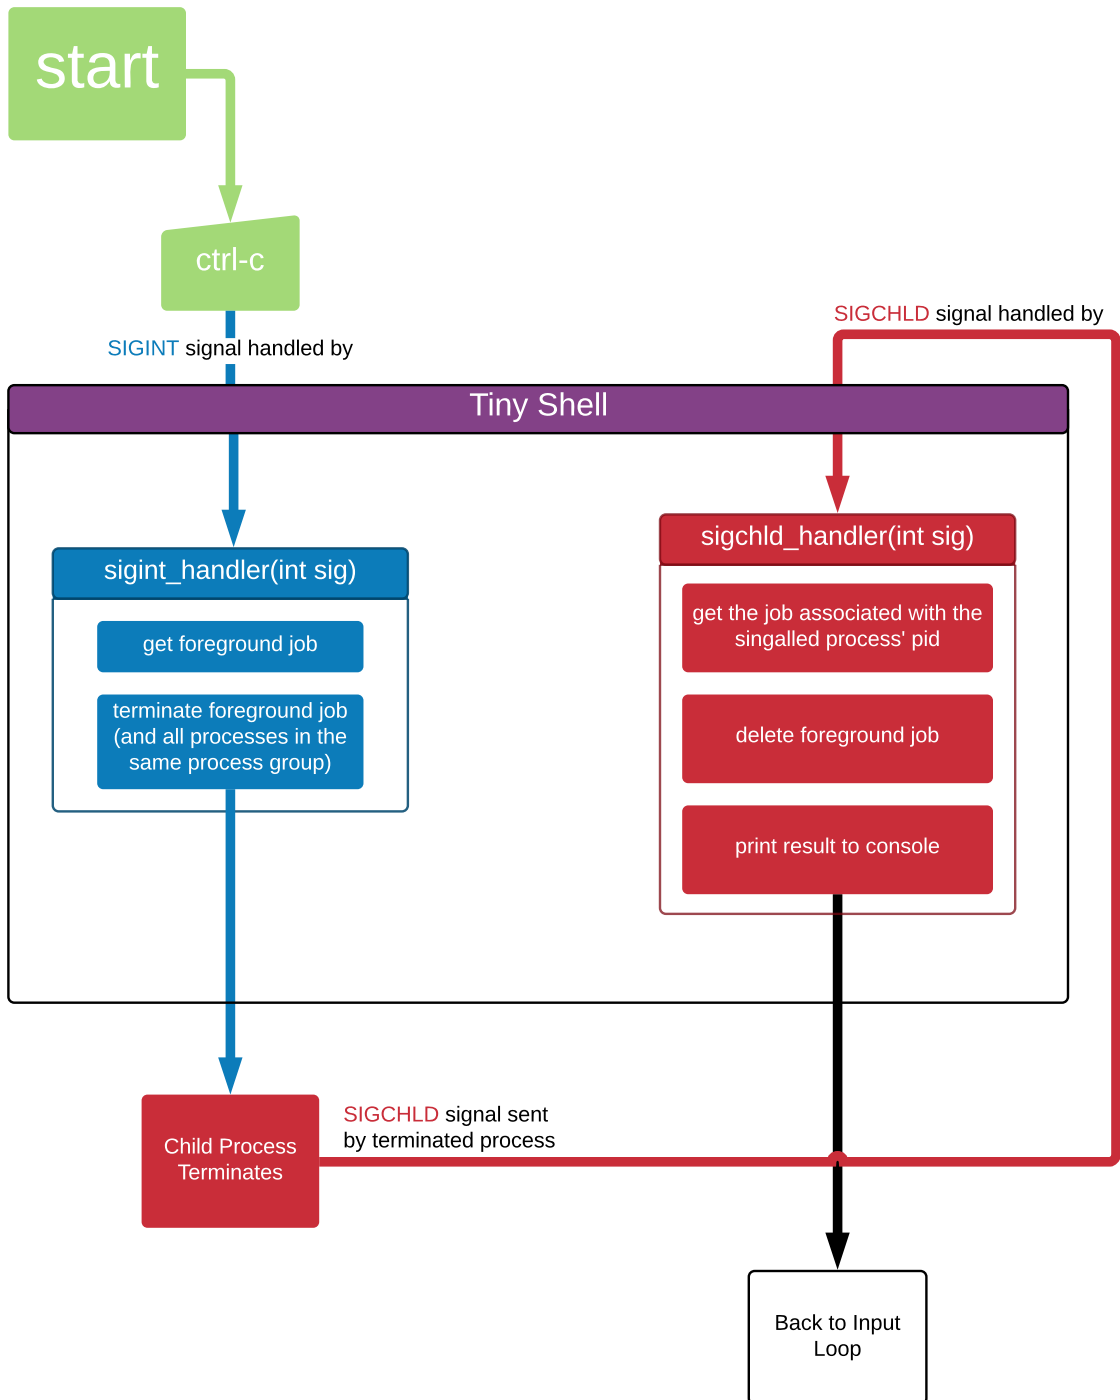 start
ctrl-c
SIGINT signal handled by
SIGCHLD signal handled by
Tiny Shell
sigint_handler(int sig)
get foreground job
terminate foreground job
(and all processes in the
same process group)
sigchld_handler(int sig)
get the job associated with the
singalled process' pid
delete foreground job
print result to console
Child Process
Terminates
SIGCHLD signal sent
by terminated process
Back to Input
Loop